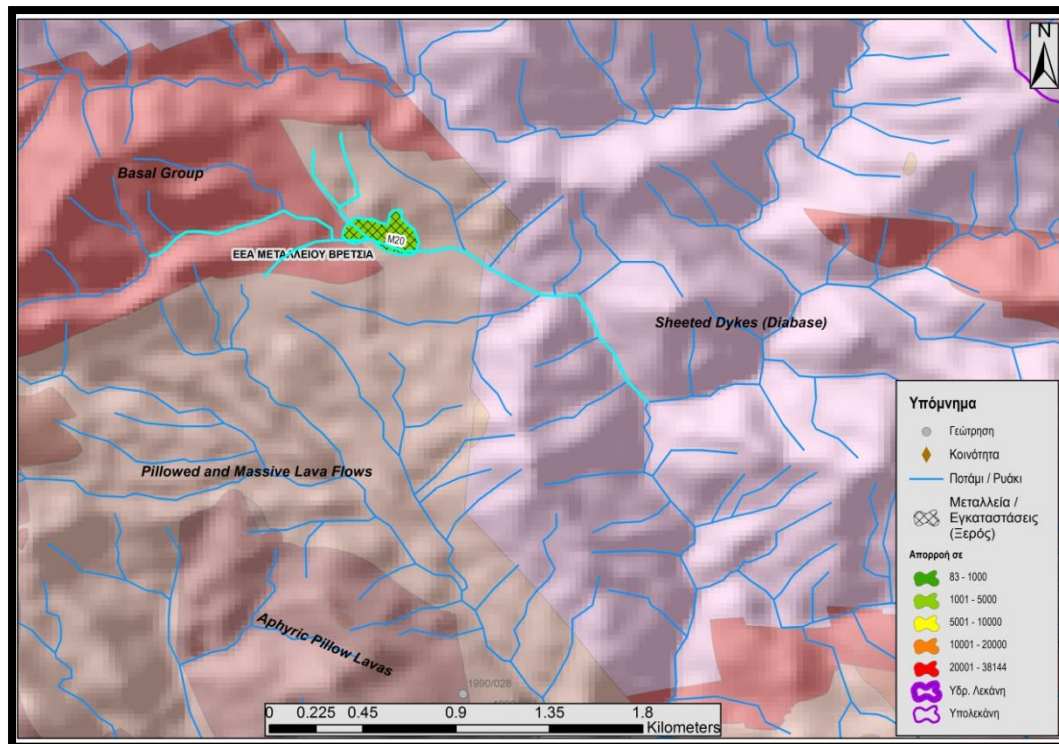 N
Basal Group
M20
ΕΕΑ ΜΕΤΑΛΛΕΙΟΥ ΒΡΕΤΣΙΑ
Sheeted Dykes (Diabase)
Pillowed and Massive Lava Flows
Aphyric Pillow Lavas
1990/028
0 0.225 0.45 0.9 1.35 1.8
Kilometers
Υπόμνημα
Γεώτρηση
Κοινότητα
Ποτάμι / Ρυάκι
Μεταλλεία /
Εγκαταστάσεις
(Ξερός)
Απορροή σε
83 - 1000
1001 - 5000
5001 - 10000
10001 - 20000
20001 - 38144
Υδρ. Λεκάνη
Υπολεκάνη